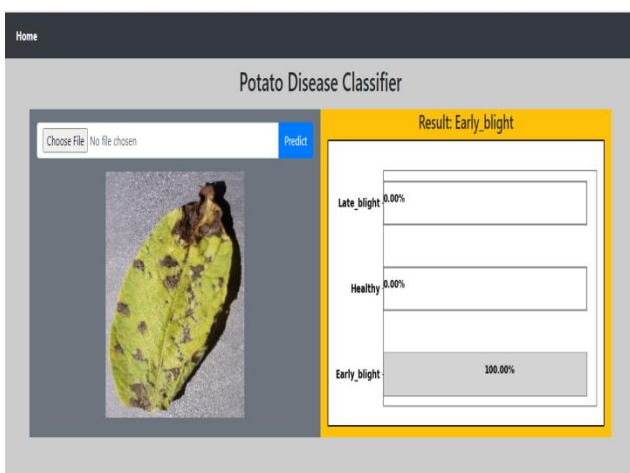 Home
Potato Disease Classifier
Choose File No file chosen Predict
Result: Early_blight
Late_blight 0.00%
Healthy 0.00%
Early_blight 100.00%